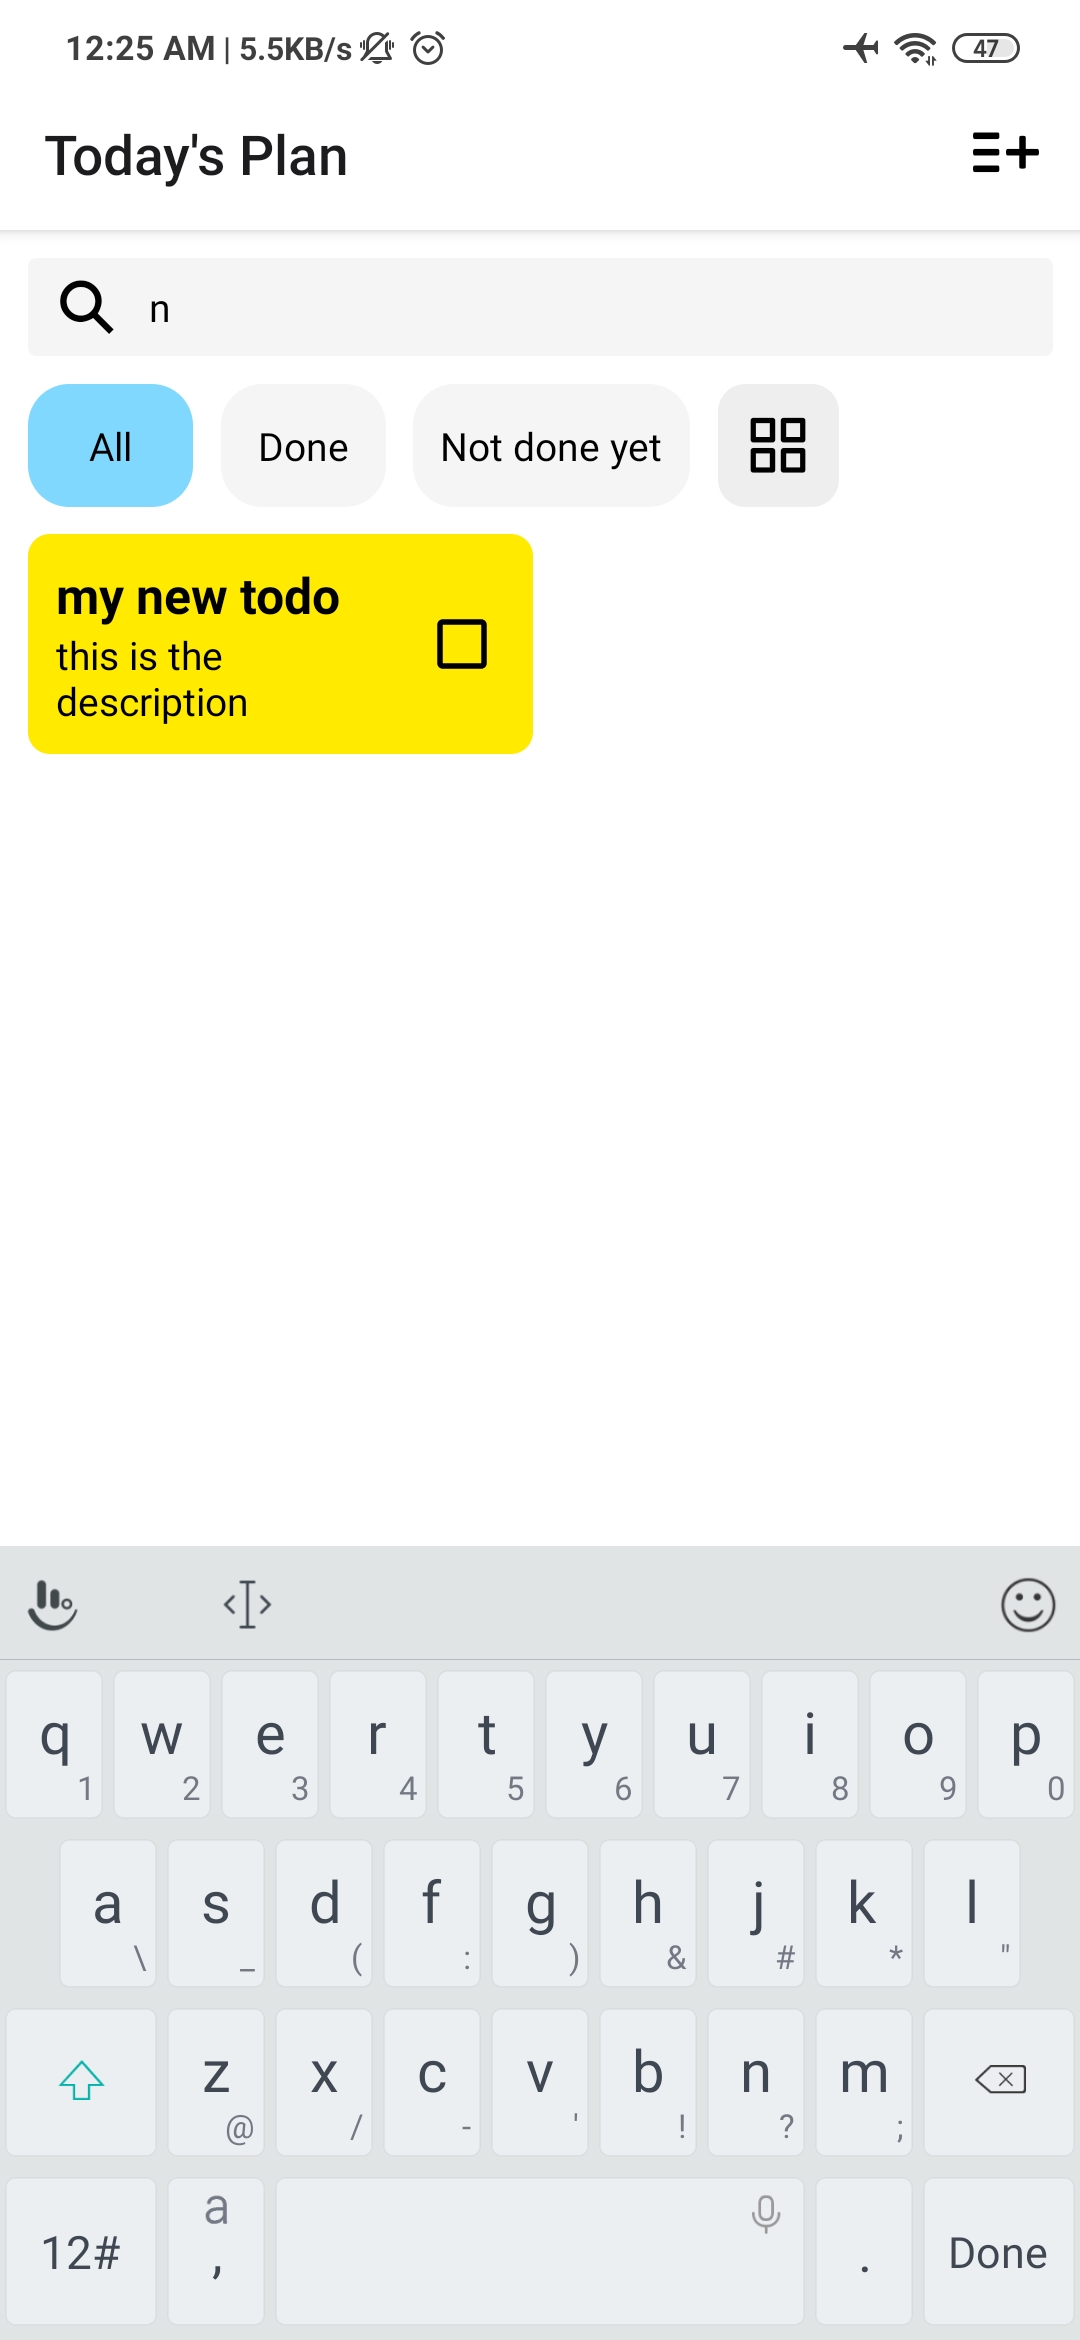 12:25 AM | 5.5KB/s 47
Today's Plan
n
All Done Not done yet
my new todo
this is the
description
q w e r t y u i o p
1 2 3 4 5 6 7 8 9 0
a s d f g h j k l
\ _ ( : ) & # * "
z x c v b n m
@ / - ' ! ? ;
12# a , . Done